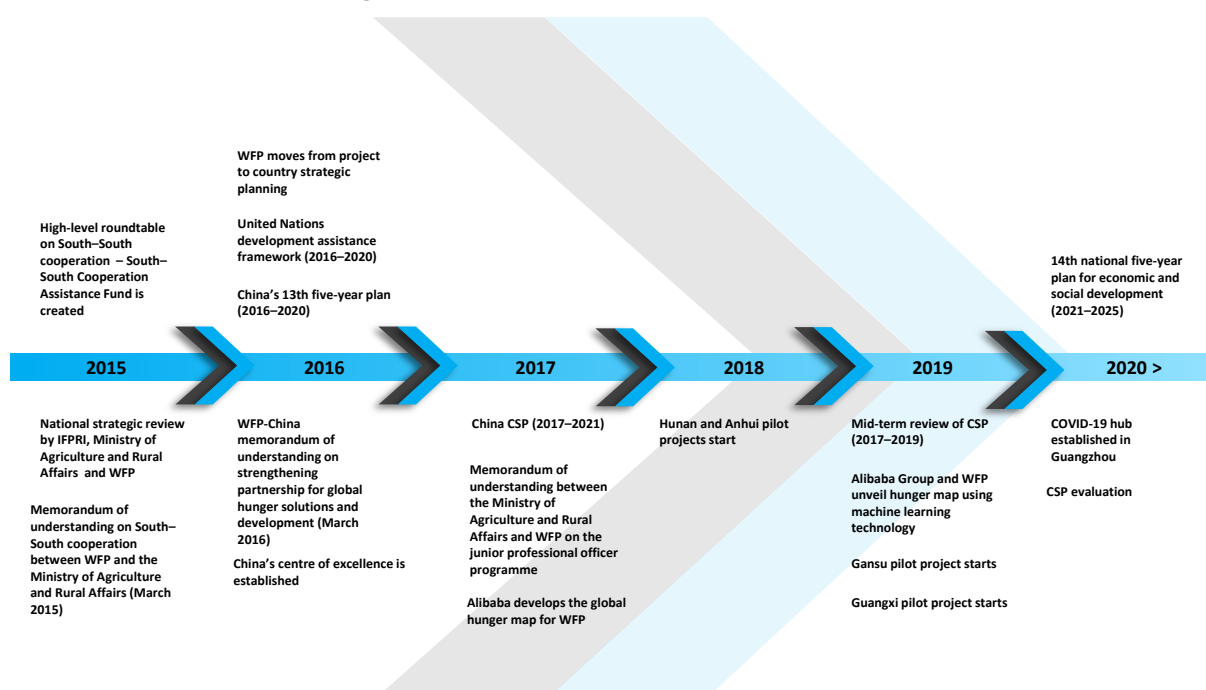 High-level roundtable
on South–South
cooperation – South–
South Cooperation
Assistance Fund is
created
WFP moves from project
to country strategic
planning
United Nations
development assistance
framework (2016–2020)
China's 13th five-year plan
(2016–2020)
14th national five-year
plan for economic and
social development
(2021–2025)
2015
2016
2017
2018
2019
2020 >
National strategic review
by IFPRI, Ministry of
Agriculture and Rural
Affairs and WFP
Memorandum of
understanding on South–
South cooperation
between WFP and the
Ministry of Agriculture
and Rural Affairs (March
2015)
WFP-China
memorandum of
understanding on
strengthening
partnership for global
hunger solutions and
development (March
2016)
China's centre of excellence is
established
China CSP (2017–2021)
Memorandum of
understanding between
the Ministry of
Agriculture and Rural
Affairs and WFP on the
junior professional officer
programme
Alibaba develops the global
hunger map for WFP
Hunan and Anhui pilot
projects start
Mid-term review of CSP
(2017–2019)
Alibaba Group and WFP
unveil hunger map using
machine learning
technology
Gansu pilot project starts
Guangxi pilot project starts
COVID-19 hub
established in
Guangzhou
CSP evaluation